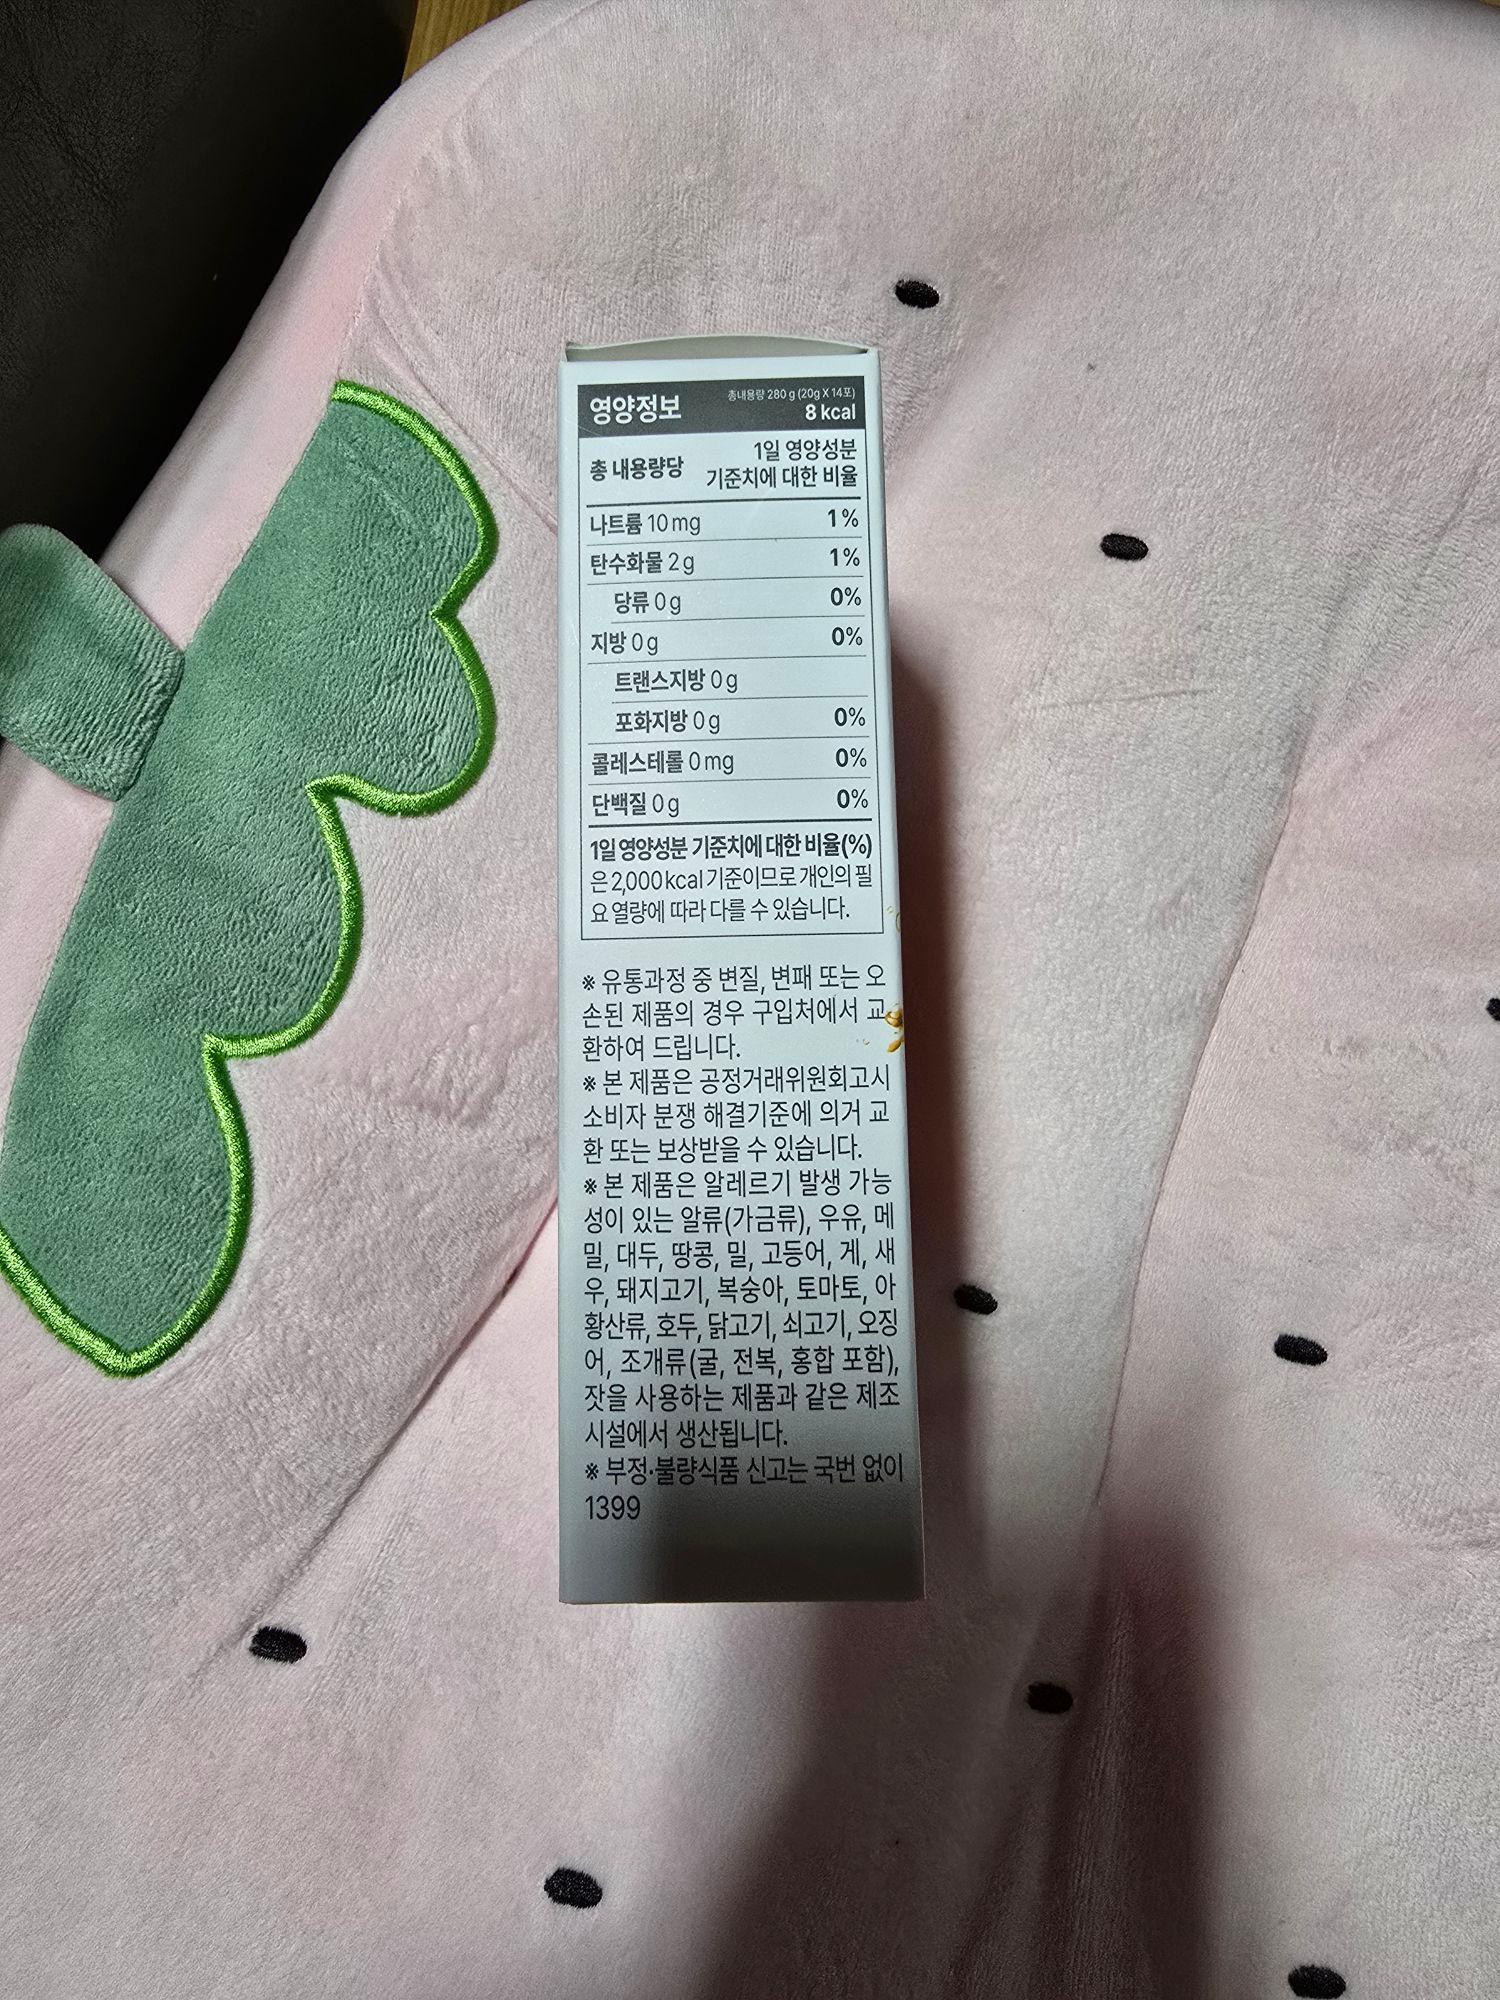 영양정보
총내용량 280 g (20g X 14포)
8 kcal
총 내용량당
1일 영양성분
기준치에 대한 비율
나트륨 10 mg 1 %
탄수화물 2 g 1%
당류 0 g 0%
지방 0 g 0%
트랜스지방 0 g
포화지방 0 g 0%
콜레스테롤 0 mg 0%
단백질 0 g 0%
1일 영양성분 기준치에 대한 비율(%)
은 2,000 kcal 기준이므로 개인의 필
요 열량에 따라 다를 수 있습니다.
※ 유통과정 중 변질, 변패 또는 오
손된 제품의 경우 구입처에서 교
환하여 드립니다.
※ 본 제품은 공정거래위원회고시
소비자 분쟁 해결기준에 의거 교
환 또는 보상받을 수 있습니다.
※ 본 제품은 알레르기 발생 가능
성이 있는 알류(가금류), 우유, 메
밀, 대두, 땅콩, 밀, 고등어, 게, 새
우, 돼지고기, 복숭아, 토마토, 아
황산류, 호두, 닭고기, 쇠고기, 오징
어, 조개류(굴, 전복, 홍합 포함),
잣을 사용하는 제품과 같은 제조
시설에서 생산됩니다.
※ 부정·불량식품 신고는 국번 없이
1399